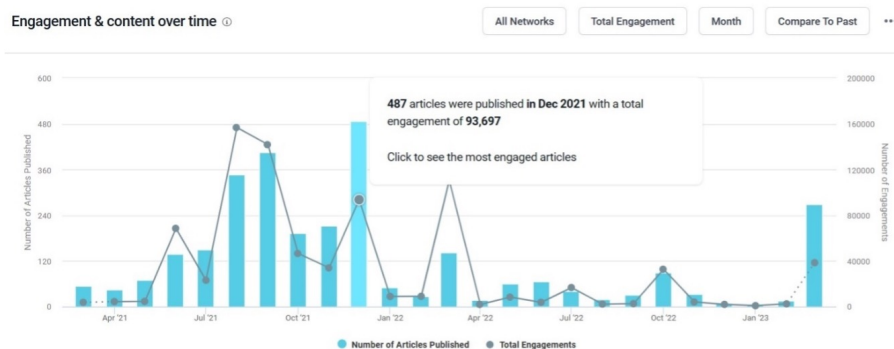 Engagement & content over time
All Networks
Total Engagement
Month
Compare To Past
600
480
360
240
120
0
Number of Articles Published
200000
160000
120000
80000
40000
0
Number of Engagements
487 articles were published in Dec 2021 with a total
engagement of 93,697
Click to see the most engaged articles
Apr '21
Jul '21
Oct '21
Jan '22
Apr '22
Jul '22
Oct '22
Jan '23
Number of Articles Published
Total Engagements